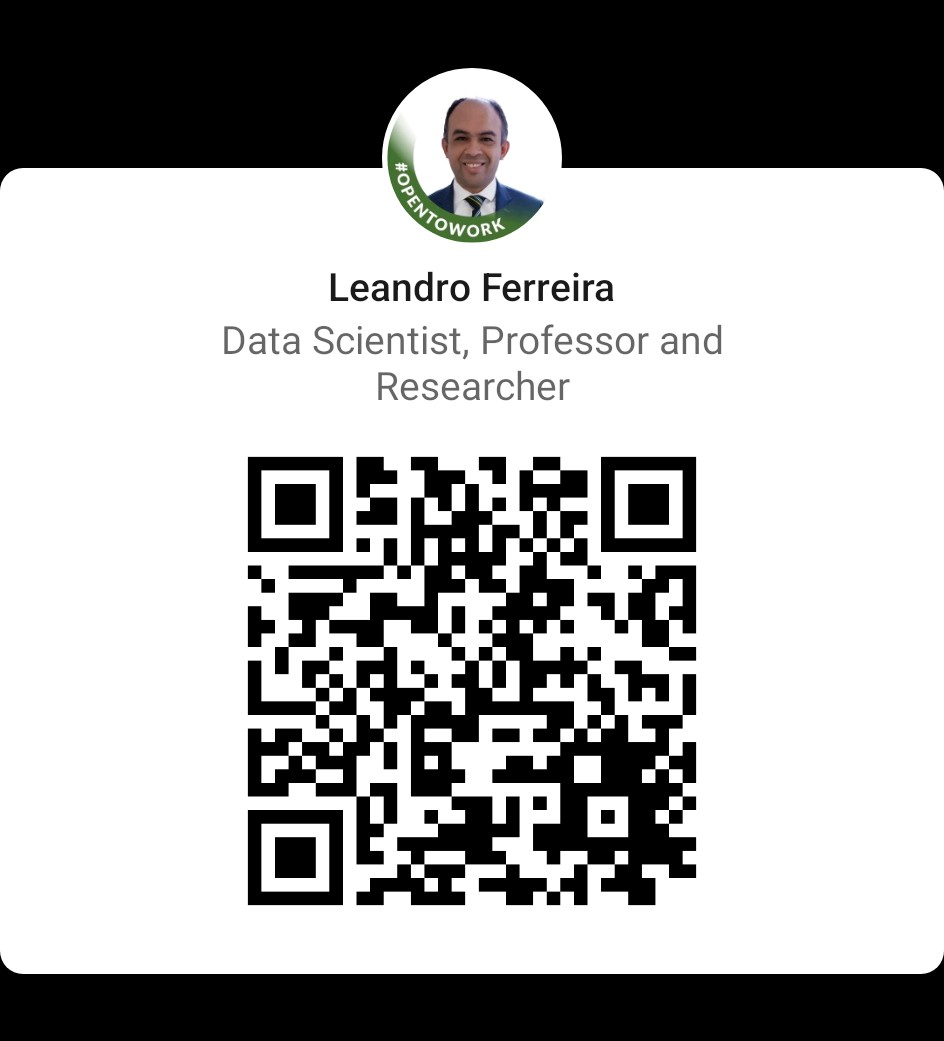 #OPENTOWORK
Leandro Ferreira
Data Scientist, Professor and
Researcher